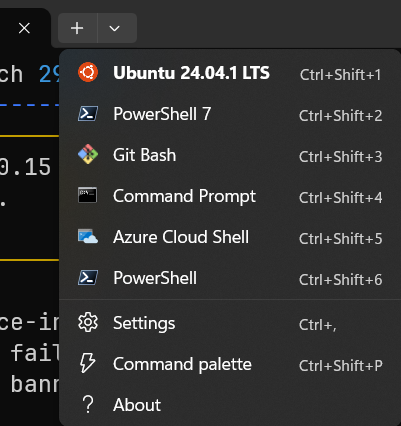 ch 29
Ubuntu 24.04.1 LTS Ctrl+Shift+1
PowerShell 7 Ctrl+Shift+2
0.15
Git Bash Ctrl+Shift+3
.
Command Prompt Ctrl+Shift+4
Azure Cloud Shell Ctrl+Shift+5
PowerShell Ctrl+Shift+6
ce-in
Settings Ctrl+,
fail
Command palette Ctrl+Shift+P
bann
? About